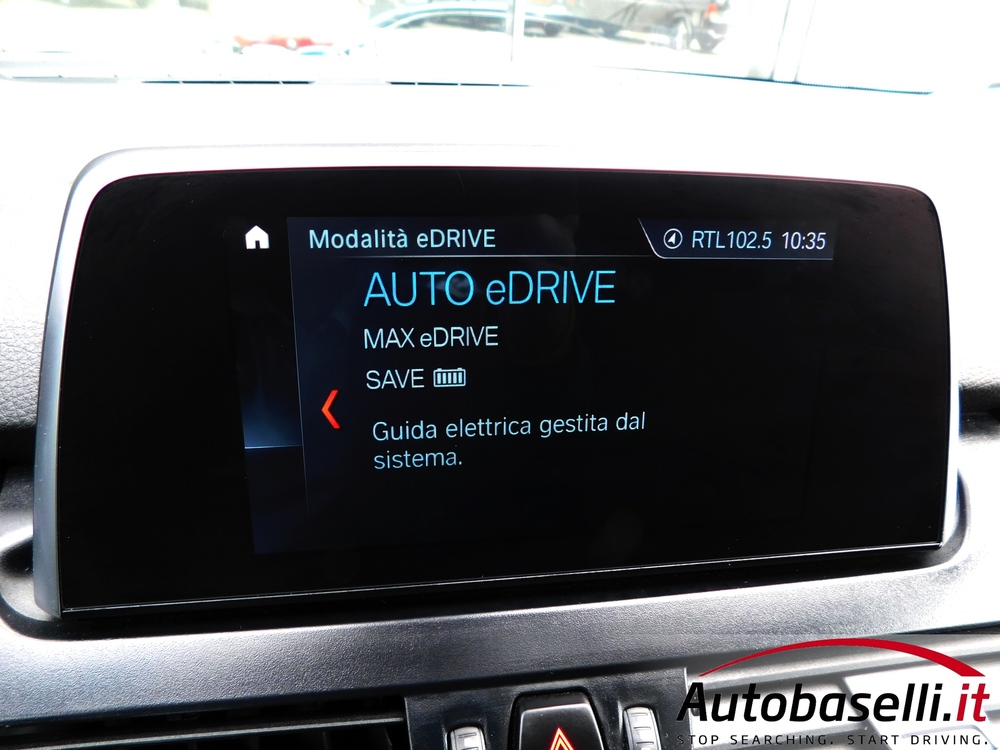 Modalità eDRIVE
RTL102.5 10:35
AUTO eDRIVE
MAX eDRIVE
SAVE
Guida elettrica gestita dal
sistema.
Autobaselli.it
STOP SEARCHING. START DRIVING.